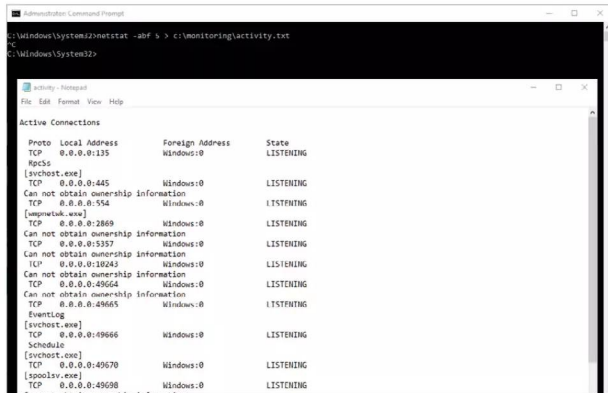 Administrator: Command Prompt
C:\Windows\System32>netstat -abf 5 > c:\monitoring\activity.txt
^C
C:\Windows\System32>
activity - Notepad
File Edit Format View Help
Active Connections
Proto Local Address Foreign Address State
TCP 0.0.0.0:135 Windows:0 LISTENING
RpcSs
[svchost.exe]
TCP 0.0.0.0:445 Windows:0 LISTENING
Can not obtain ownership information
TCP 0.0.0.0:554 Windows:0 LISTENING
[wmpnetwk.exe]
TCP 0.0.0.0:2869 Windows:0 LISTENING
Can not obtain ownership information
TCP 0.0.0.0:5357 Windows:0 LISTENING
Can not obtain ownership information
TCP 0.0.0.0:10243 Windows:0 LISTENING
Can not obtain ownership information
TCP 0.0.0.0:49664 Windows:0 LISTENING
Can not obtain ownership information
TCP 0.0.0.0:49665 Windows:0 LISTENING
EventLog
[svchost.exe]
TCP 0.0.0.0:49666 Windows:0 LISTENING
Schedule
[svchost.exe]
TCP 0.0.0.0:49670 Windows:0 LISTENING
[spoolsv.exe]
TCP 0.0.0.0:49698 Windows:0 LISTENING